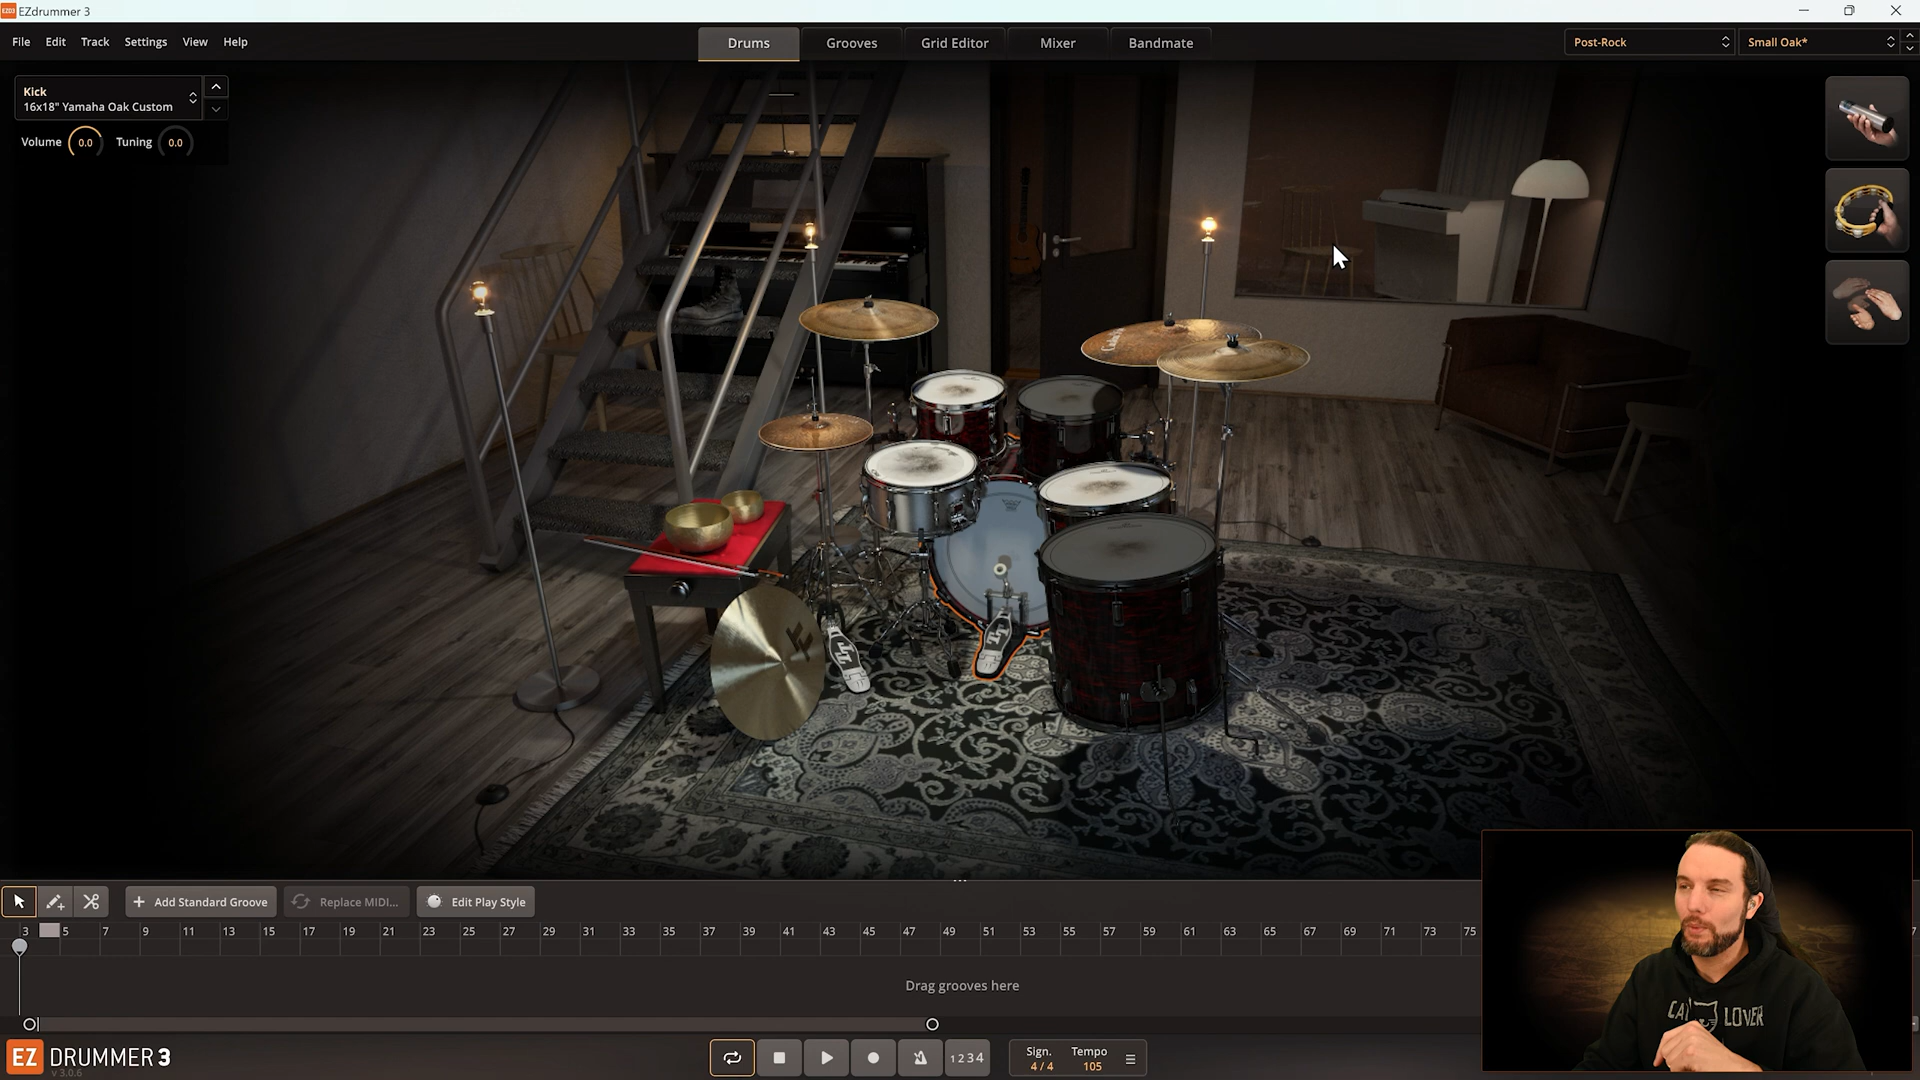 EZdrummer 3
File Edit Track Settings View Help
Drums Grooves Grid Editor Mixer Bandmate
Post-Rock Small Oak*
Kick
16x18" Yamaha Oak Custom
Volume 0.0 Tuning 0.0
Add Standard Groove Replace MIDI... Edit Play Style
3 5 7 9 11 13 15 17 19 21 23 25 27 29 31 33 35 37 39 41 43 45 47 49 51 53 55 57 59 61 63 65 67 69 71 73 75
Drag grooves here
EZ DRUMMER 3
v 3.0.6
1 2 3 4
Sign. Tempo
4 / 4 105
LOVER